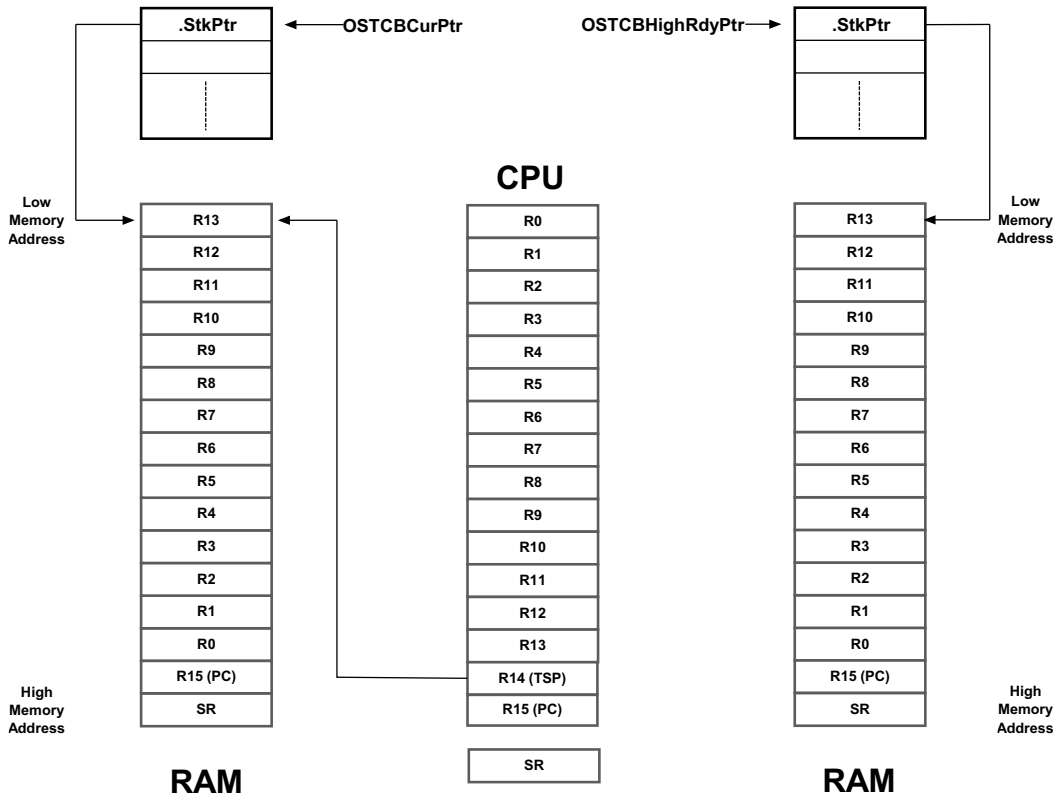 .StkPtr
OSTCBCurPtr
OSTCBHighRdyPtr
.StkPtr
CPU
Low
Memory
Address
R13
R12
R11
R10
R9
R8
R7
R6
R5
R4
R3
R2
R1
R0
R15 (PC)
SR
High
Memory
Address
RAM
R0
R1
R2
R3
R4
R5
R6
R7
R8
R9
R10
R11
R12
R13
R14 (TSP)
R15 (PC)
SR
R13
R12
R11
R10
R9
R8
R7
R6
R5
R4
R3
R2
R1
R0
R15 (PC)
SR
Low
Memory
Address
High
Memory
Address
RAM